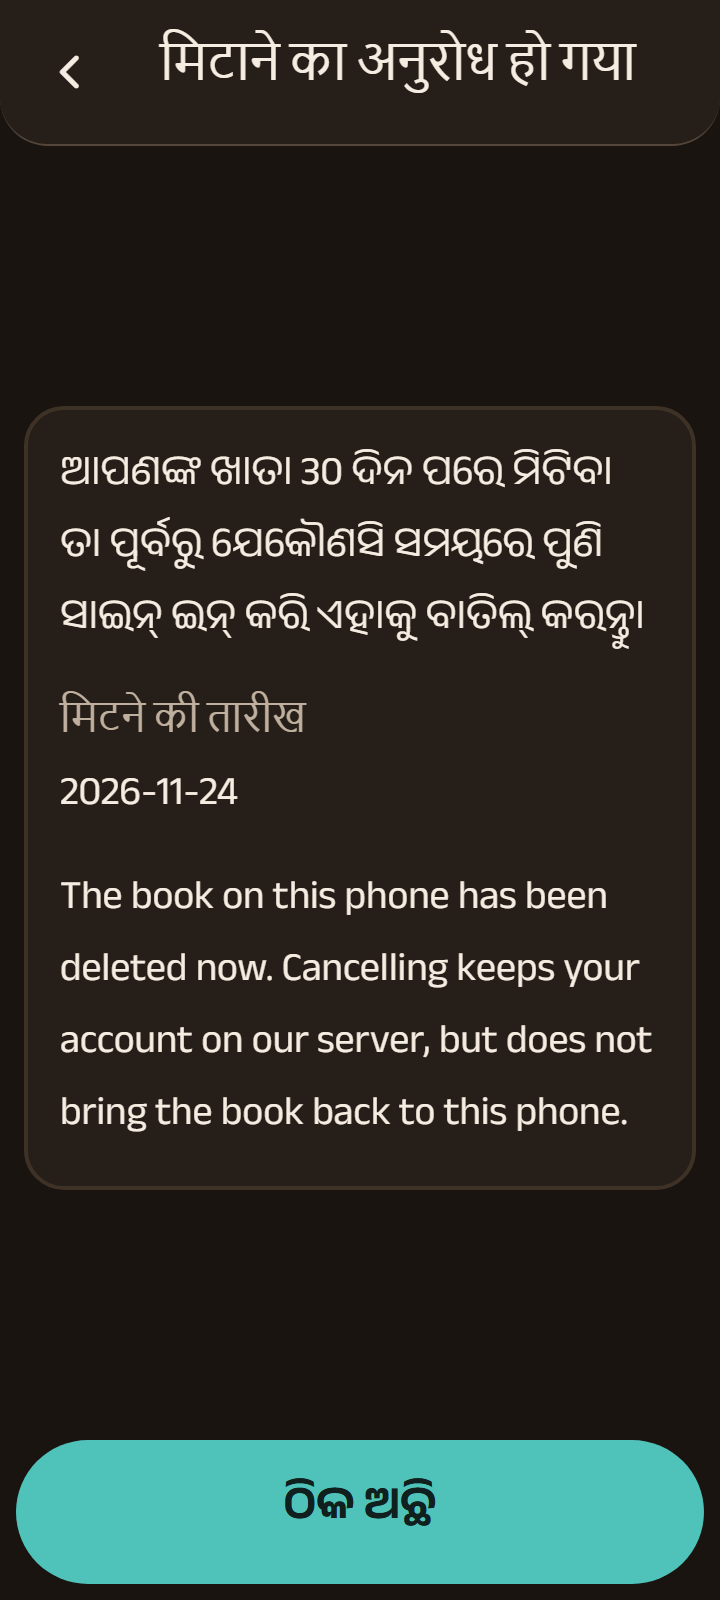 मिटाने का अनुरोध हो गया
ଆପଣଙ୍କ ଖାତା 30 ଦିନ ପରେ ମିଟିବ।
ତା ପୂର୍ବରୁ ଯେକୌଣସି ସମୟରେ ପୁଣି
ସାଇନ୍ ଇନ୍ କରି ଏହାକୁ ବାତିଲ୍ କରନ୍ତୁ।
मिटने की तारीख
2026-11-24
The book on this phone has been
deleted now. Cancelling keeps your
account on our server, but does not
bring the book back to this phone.
ଠିକ ଅଛି